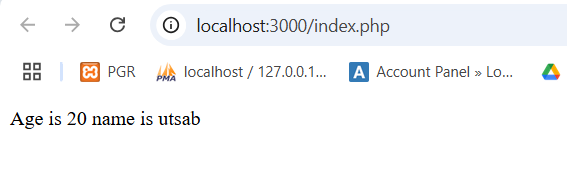 localhost:3000/index.php
PGR
PMA
localhost / 127.0.0.1...
A
Account Panel » Lo...
Age is 20 name is utsab